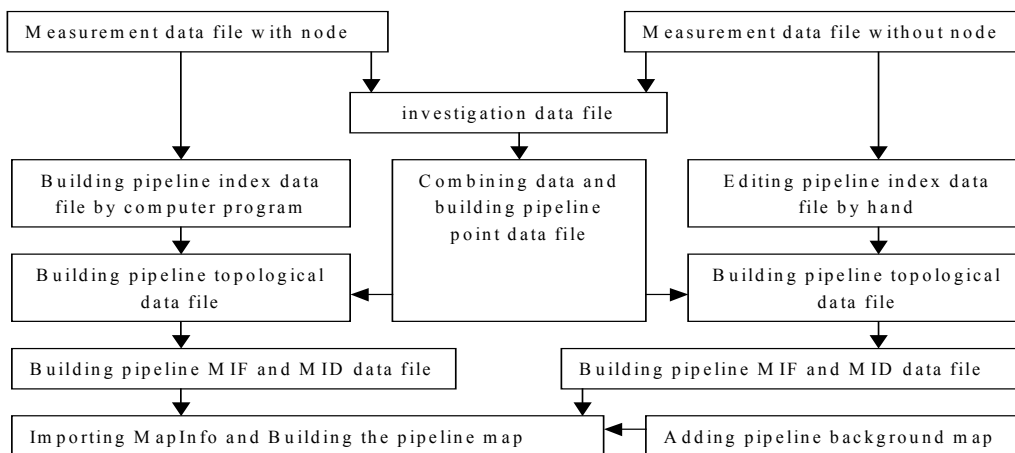 Measurement data file with node
Measurement data file without node
investigation data file
Building pipeline index data
file by computer program
Combining data and
building pipeline
point data file
Editing pipeline index data
file by hand
Building pipeline topological
data file
Building pipeline topological
data file
Building pipeline MIF and MID data file
Building pipeline MIF and MID data file
Importing MapInfo and Building the pipeline map
Adding pipeline background map